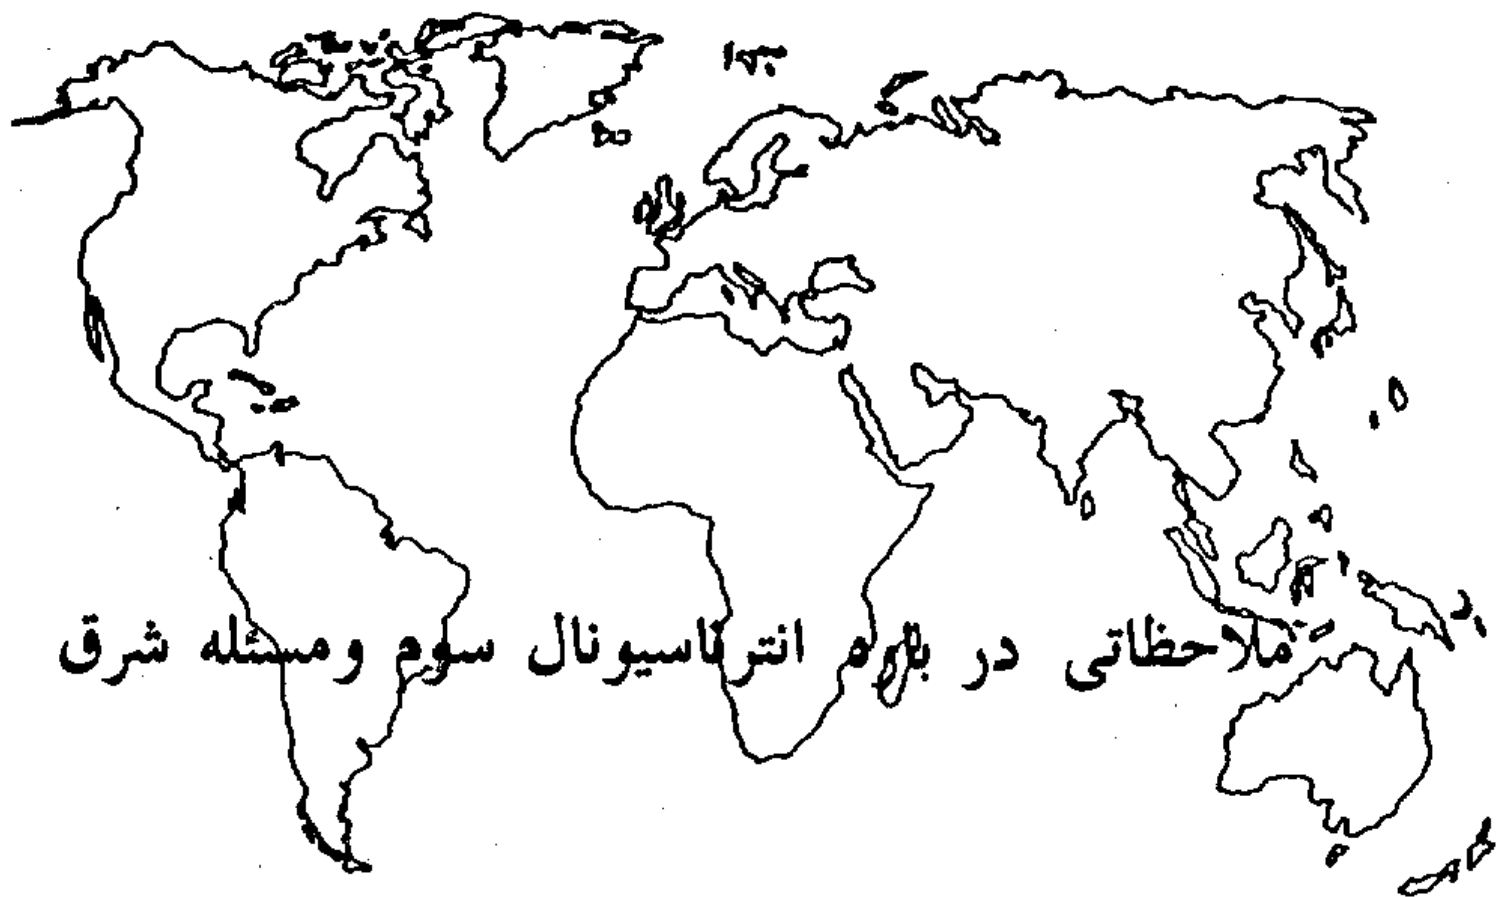 ملاحظاتی در باره انترناسیونال سوم ومسئله شرق